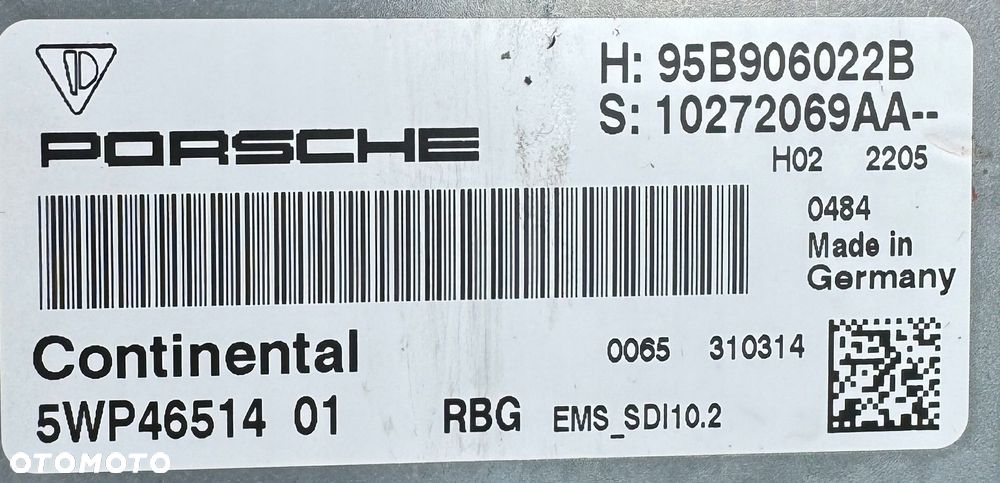 H: 95B906022B
S: 10272069AA--
PORSCHE
H02 2205
0484
Made in
Germany
Continental
0065 310314
5WP46514 01 RBG EMS_SDI10.2
OTOMOTO